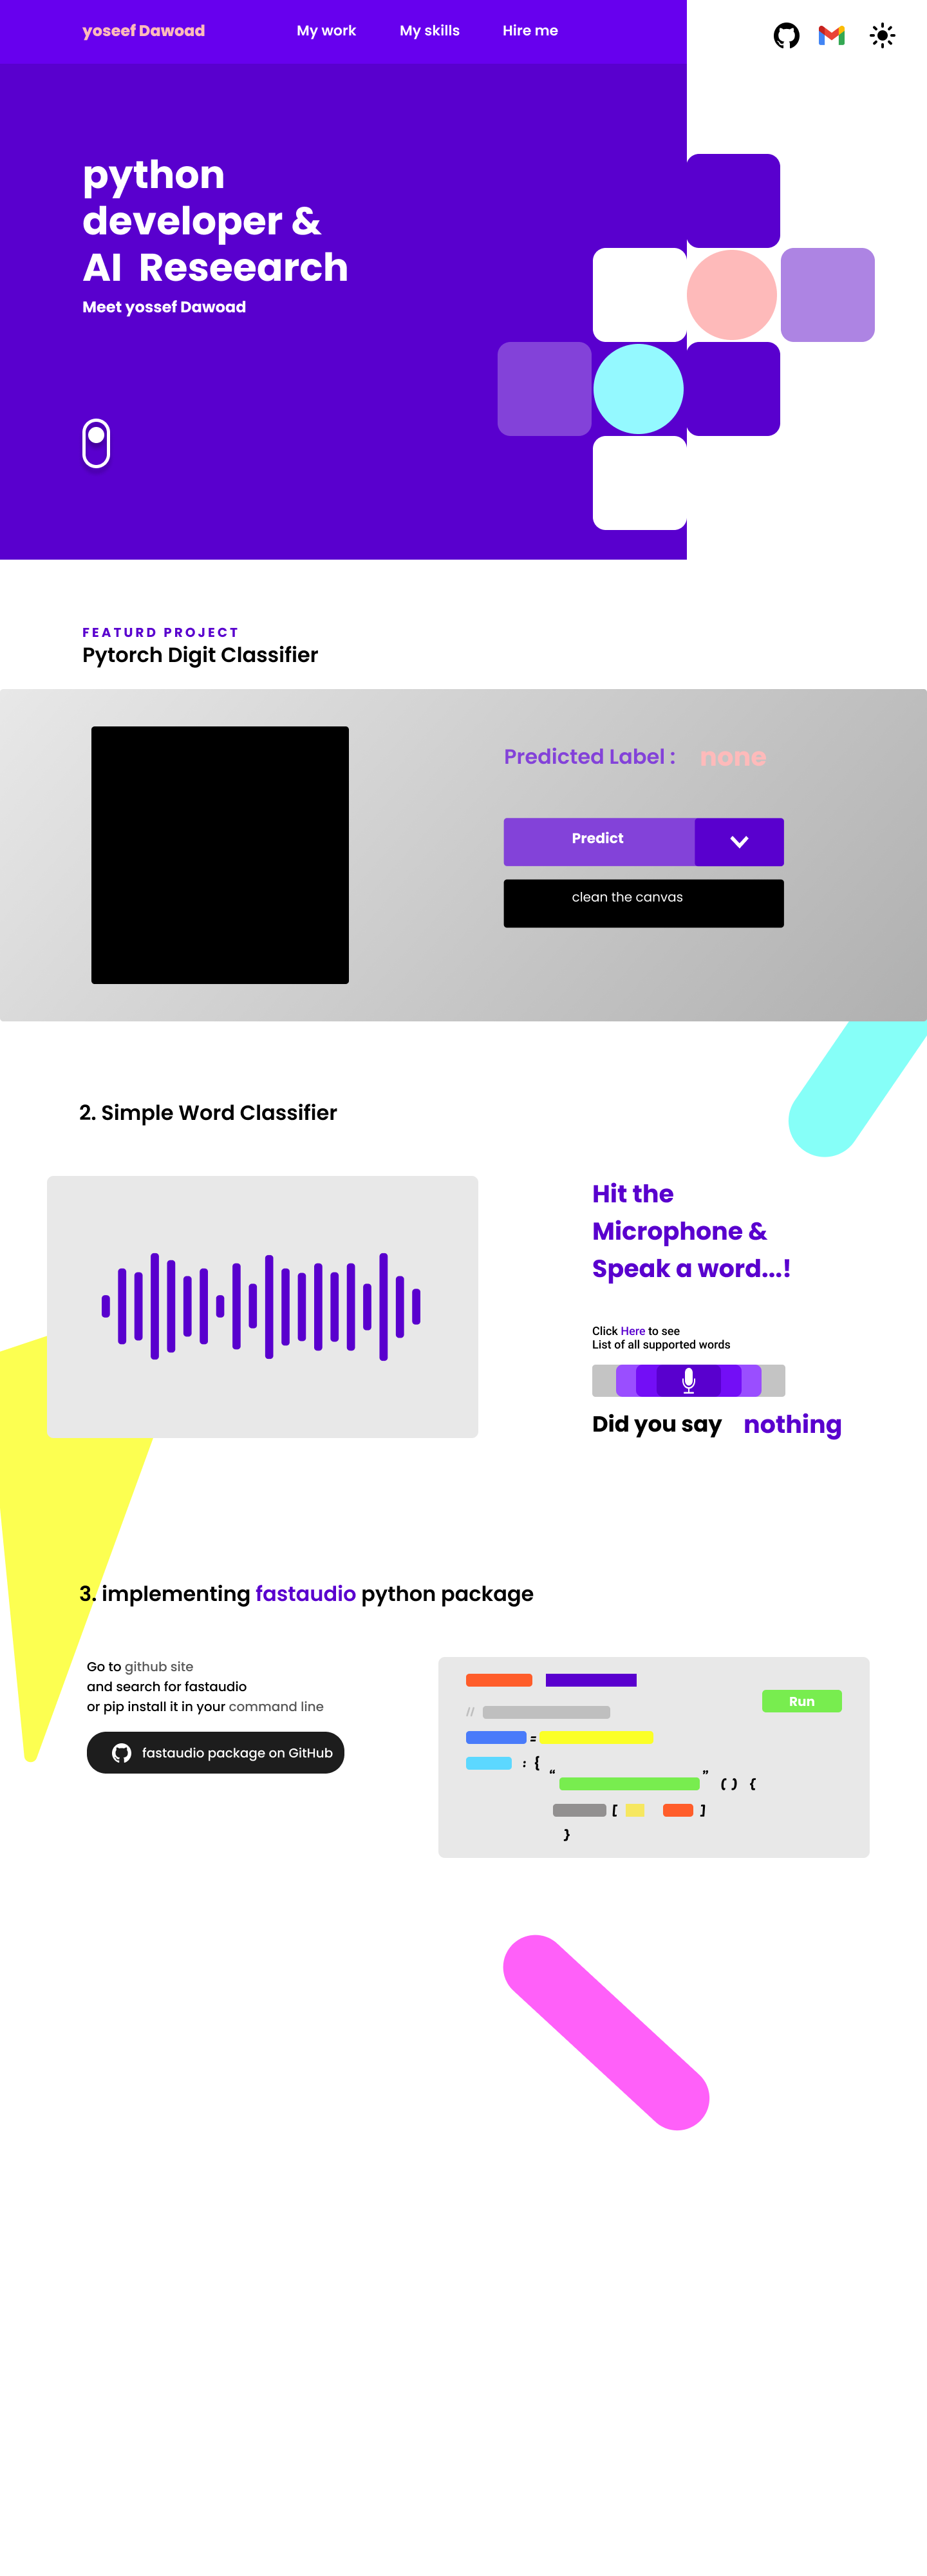 yoseef Dawoad
My work
My skills
Hire me
python
developer &
AI Reseearch
Meet yossef Dawoad
FEATURD PROJECT
Pytorch Digit Classifier
Predicted Label : none
Predict
clean the canvas
2. Simple Word Classifier
Hit the
Microphone &
Speak a word...!
Click Here to see
List of all supported words
Did you say nothing
3. implementing fastaudio python package
Go to github site
and search for fastaudio
or pip install it in your command line
fastaudio package on GitHub
Run
//
=
: {
“ ” ( ) {
[ ]
}